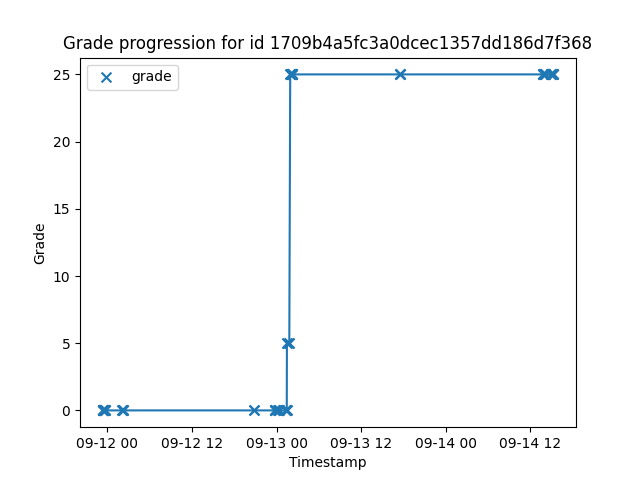 Grade progression for id 1709b4a5fc3a0dcec1357dd186d7f368
grade
25
20
15
10
5
0
Grade
09-12 00 09-12 12 09-13 00 09-13 12 09-14 00 09-14 12
Timestamp